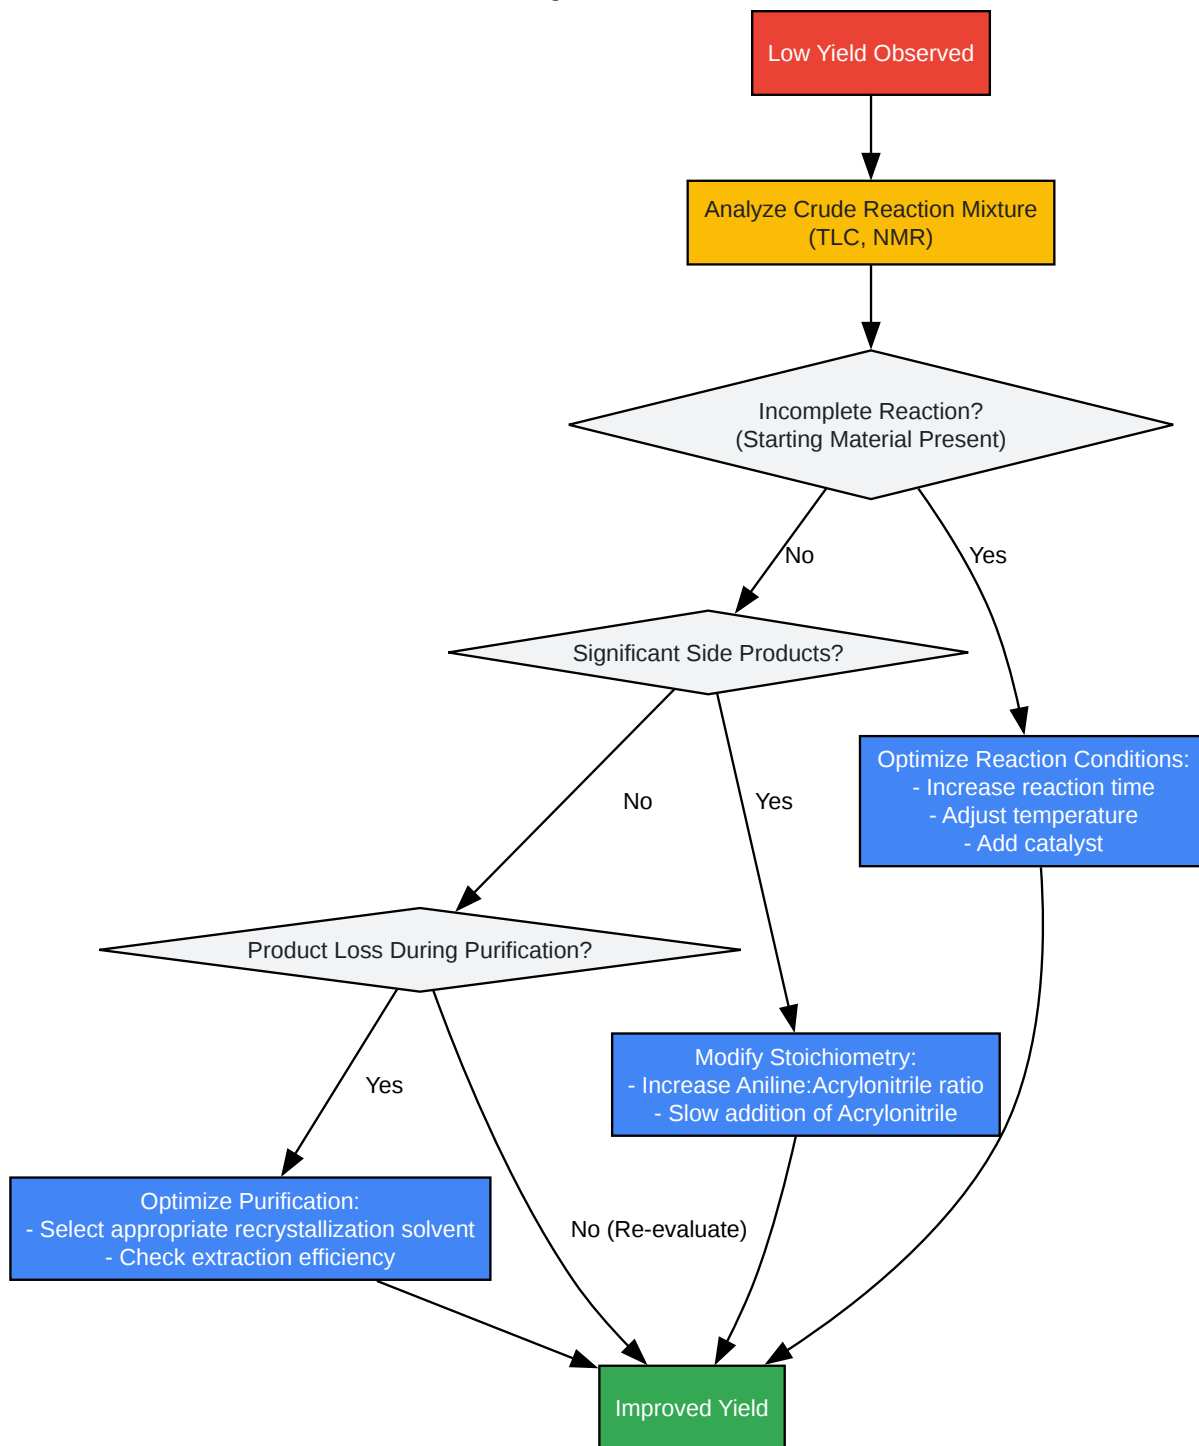 Low Yield Observed
Analyze Crude Reaction Mixture
(TLC, NMR)
Incomplete Reaction?
(Starting Material Present)
No
Yes
Significant Side Products?
Optimize Reaction Conditions:
- Increase reaction time
- Adjust temperature
- Add catalyst
No
Yes
Product Loss During Purification?
Modify Stoichiometry:
- Increase Aniline:Acrylonitrile ratio
- Slow addition of Acrylonitrile
Yes
Optimize Purification:
- Select appropriate recrystallization solvent
- Check extraction efficiency
No (Re-evaluate)
Improved Yield